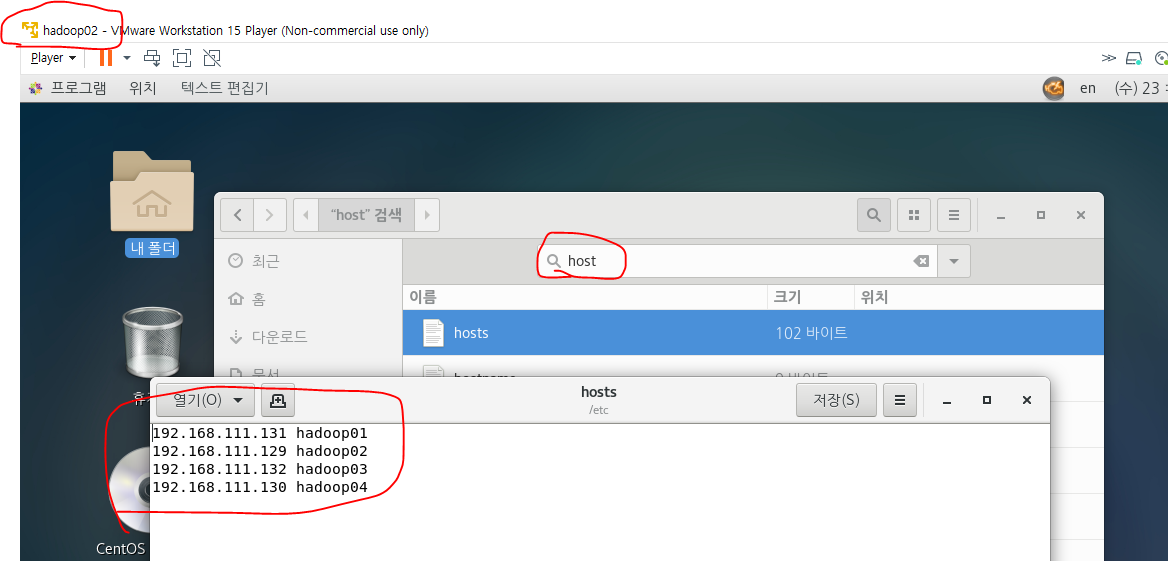 hadoop02 - VMware Workstation 15 Player (Non-commercial use only)
Player
프로그램 위치 텍스트 편집기 en (수) 23
내 폴더
"host" 검색
최근
홈
다운로드
host
이름 크기 위치
hosts 102 바이트
열기(O) hosts 저장(S)
/etc
192.168.111.131 hadoop01
192.168.111.129 hadoop02
192.168.111.132 hadoop03
192.168.111.130 hadoop04
CentOS